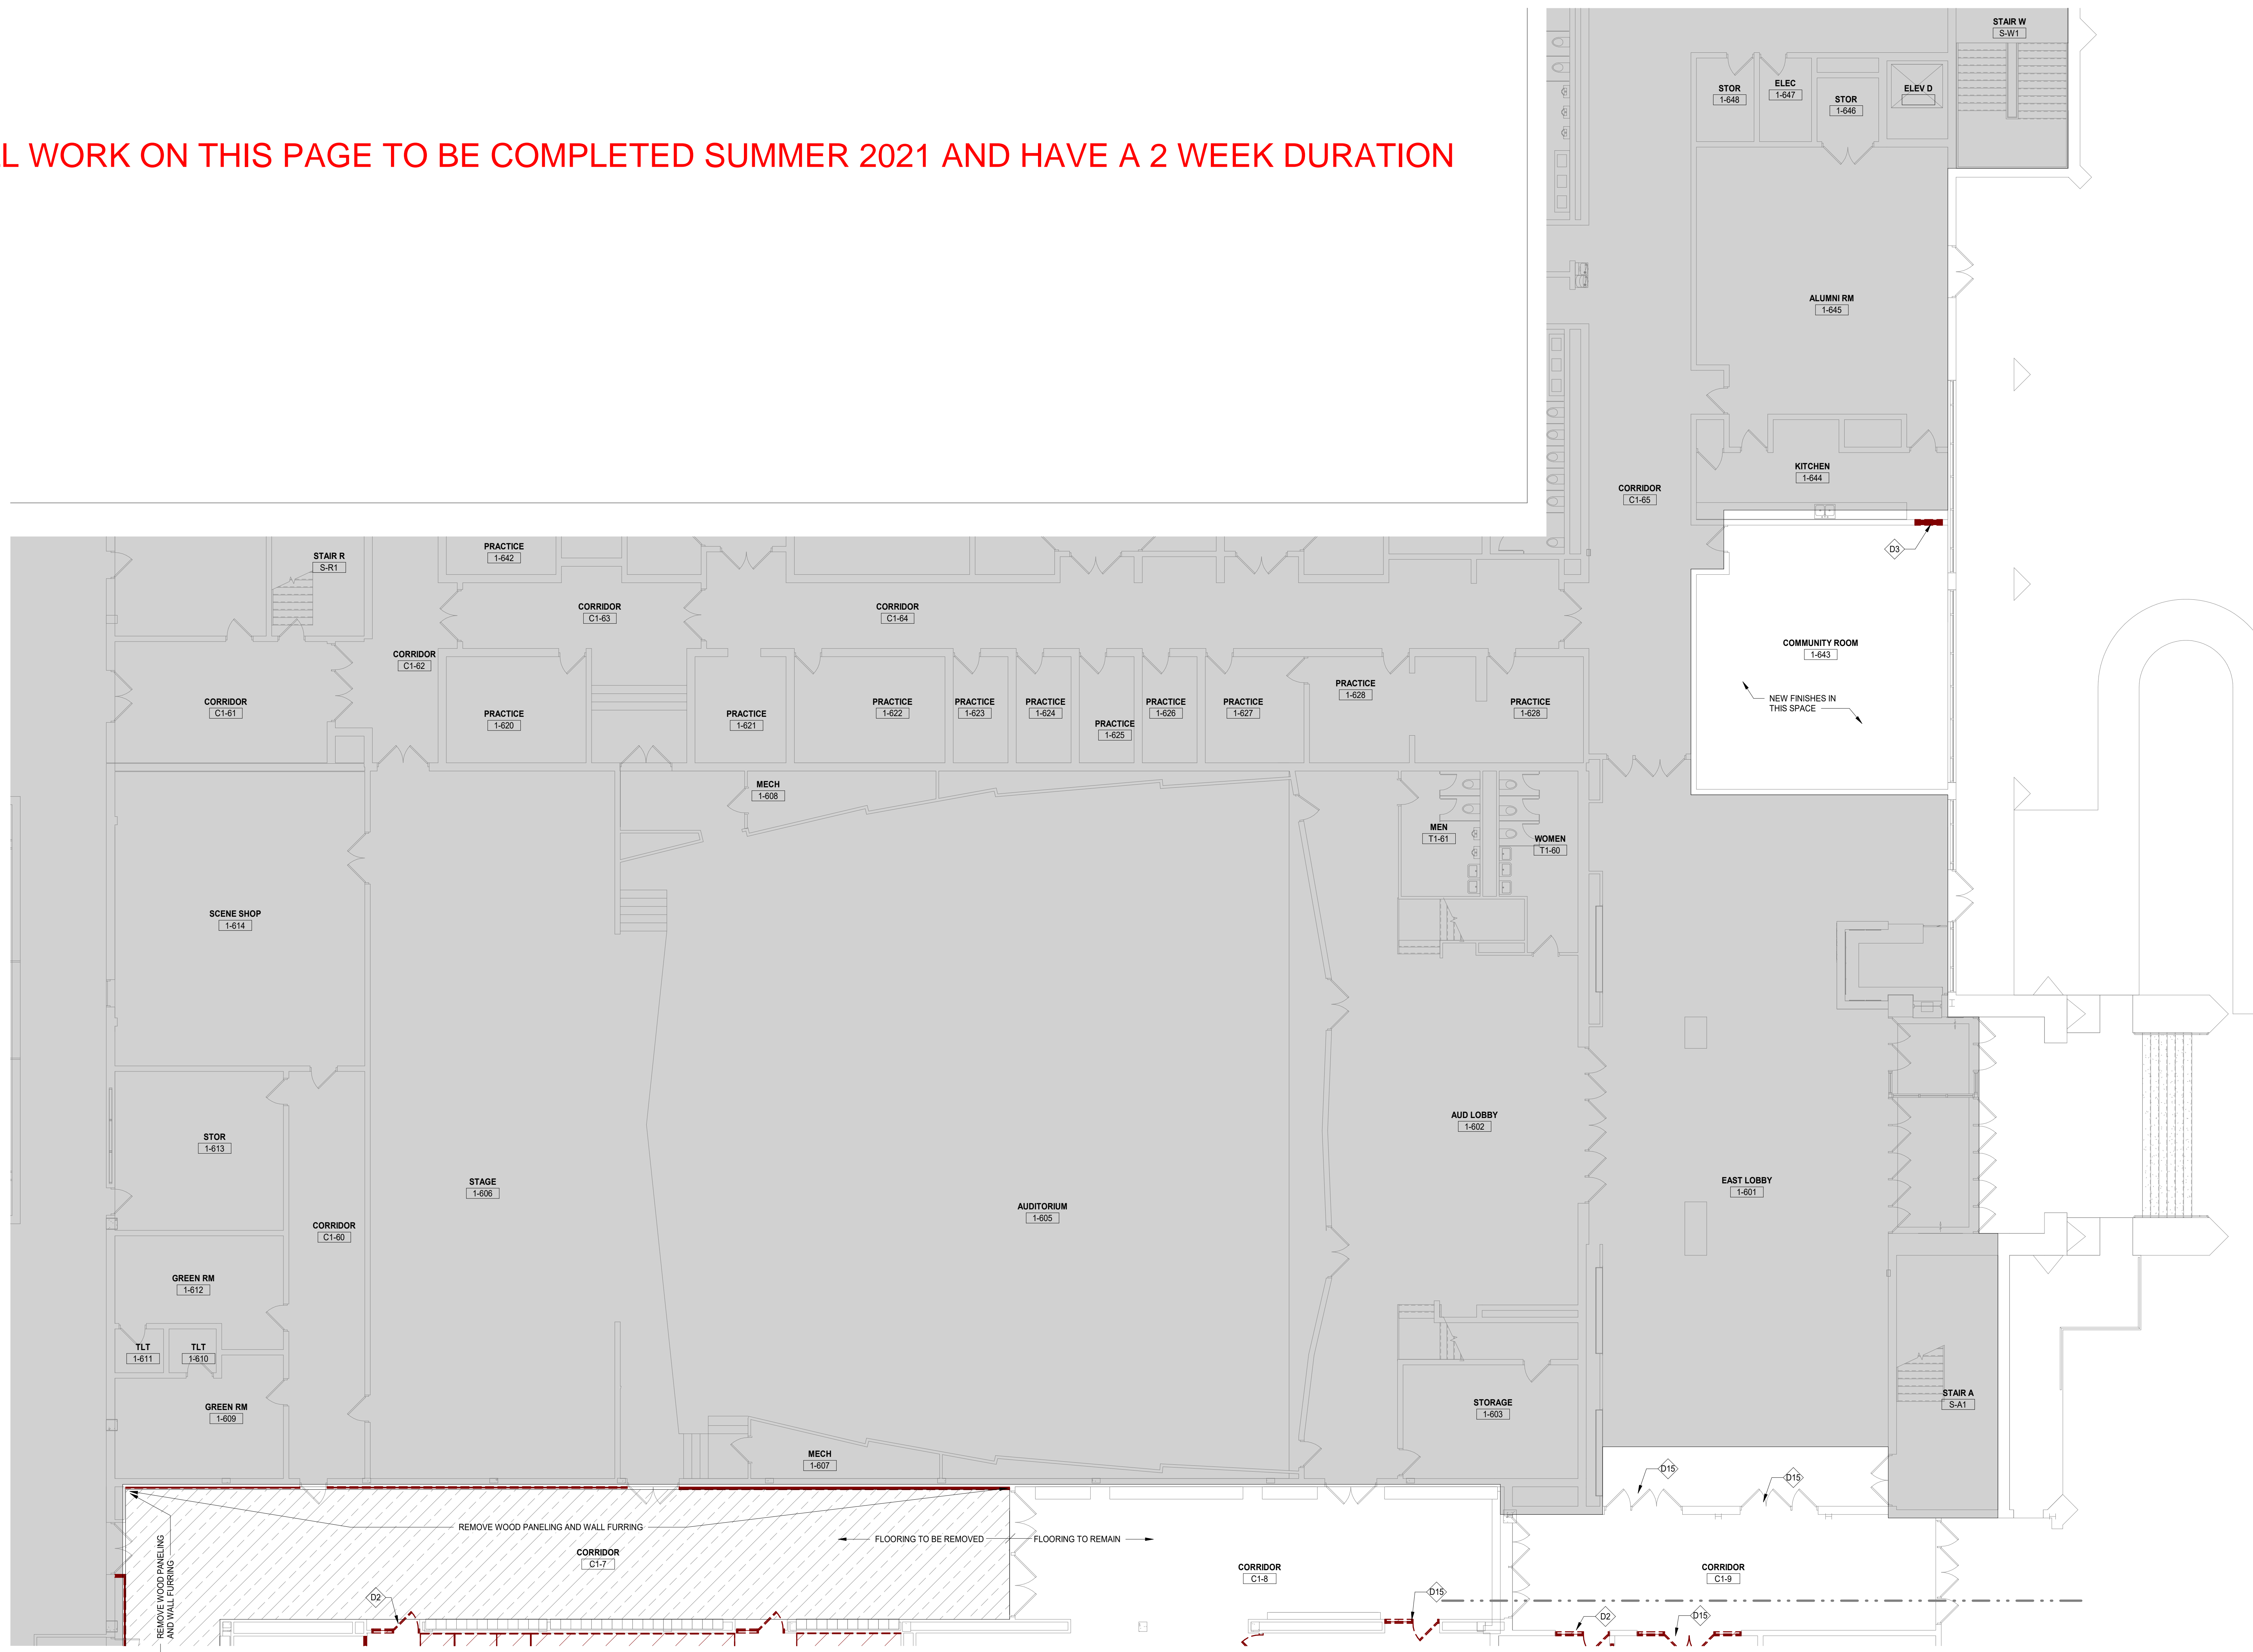 STAIR W
S-W1
STOR
1-648
ELEC
1-647
STOR
1-646
ELEV D
L WORK ON THIS PAGE TO BE COMPLETED SUMMER 2021 AND HAVE A 2 WEEK DURATION
ALUMNI RM
1-645
KITCHEN
1-644
CORRIDOR
C1-65
D3
PRACTICE
1-642
STAIR R
S-R1
CORRIDOR
C1-63
CORRIDOR
C1-64
CORRIDOR
C1-62
COMMUNITY ROOM
1-643
NEW FINISHES IN
THIS SPACE
CORRIDOR
C1-61
PRACTICE
1-620
PRACTICE
1-621
PRACTICE
1-622
PRACTICE
1-623
PRACTICE
1-624
PRACTICE
1-625
PRACTICE
1-626
PRACTICE
1-627
PRACTICE
1-628
PRACTICE
1-628
MECH
1-608
MEN
T1-61
WOMEN
T1-60
SCENE SHOP
1-614
AUD LOBBY
1-602
STOR
1-613
STAGE
1-606
AUDITORIUM
1-605
EAST LOBBY
1-601
CORRIDOR
C1-60
GREEN RM
1-612
TLT
1-611
TLT
1-610
GREEN RM
1-609
STORAGE
1-603
STAIR A
S-A1
MECH
1-607
D15
D15
REMOVE WOOD PANELING AND WALL FURRING
FLOORING TO BE REMOVED
FLOORING TO REMAIN
REMOVE WOOD PANELING
AND WALL FURRING
CORRIDOR
C1-7
CORRIDOR
C1-8
CORRIDOR
C1-9
D2
D15
D2
D15